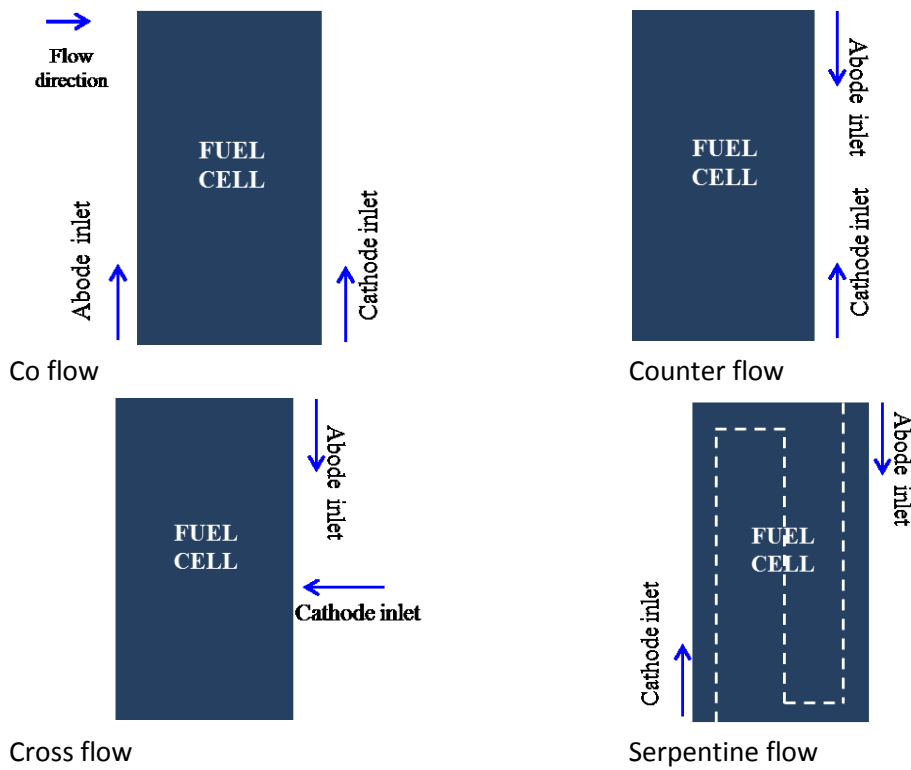 Flow
direction
FUEL
CELL
Abode inlet
Cathode inlet
Co flow
FUEL
CELL
Abode inlet
Cathode inlet
Counter flow
FUEL
CELL
Abode inlet
Cathode inlet
Cross flow
FUEL
CELL
Abode inlet
Cathode inlet
Serpentine flow